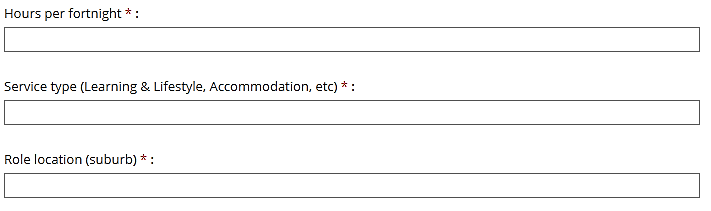 Hours per fortnight * :
Service type (Learning & Lifestyle, Accommodation, etc) * :
Role location (suburb) * :